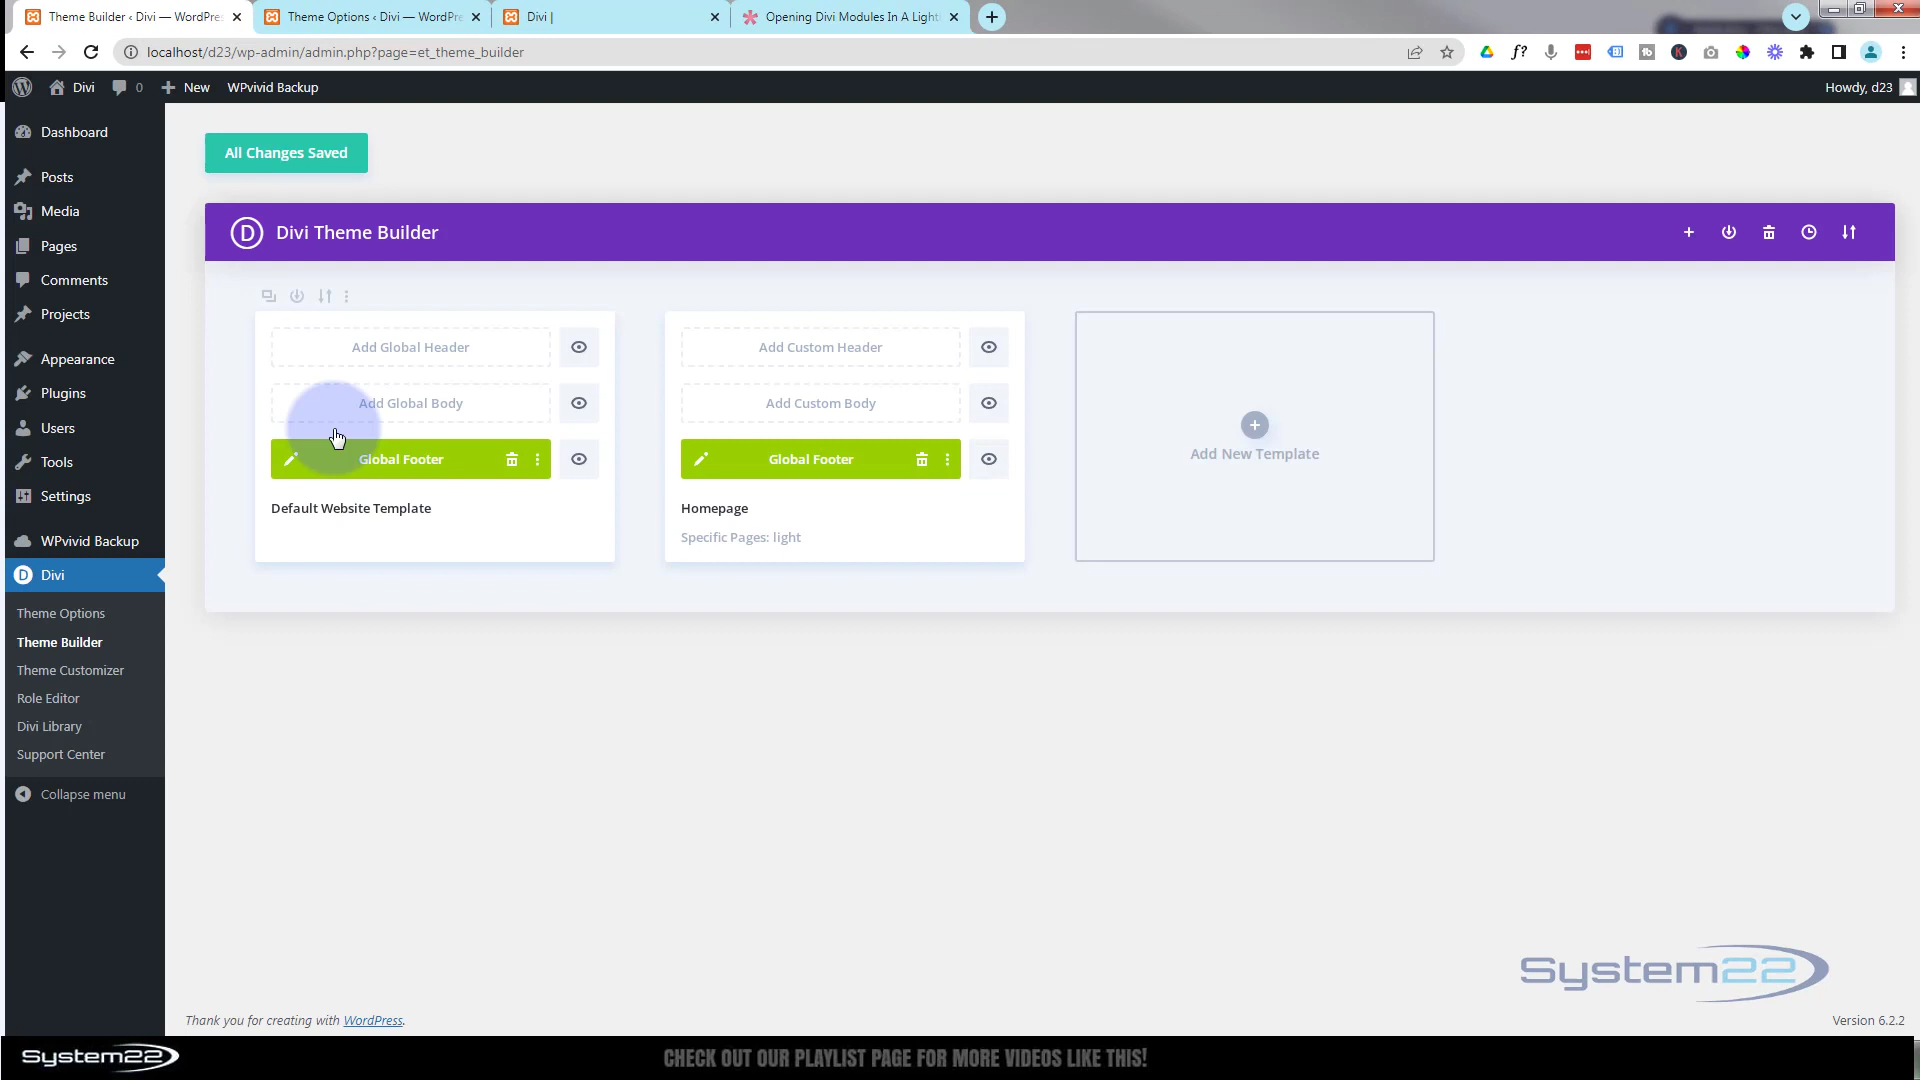 Theme Builder ‹ Divi — WordPre
Theme Options ‹ Divi — WordPre
Divi |
Opening Divi Modules In A Light
localhost/d23/wp-admin/admin.php?page=et_theme_builder
Divi
0
New
WPvivid Backup
Howdy, d23
Dashboard
Posts
Media
Pages
Comments
Projects
Appearance
Plugins
Users
Tools
Settings
WPvivid Backup
Divi
Theme Options
Theme Builder
Theme Customizer
Role Editor
Divi Library
Support Center
Collapse menu
All Changes Saved
Divi Theme Builder
Add Global Header
Add Global Body
Global Footer
Default Website Template
Add Custom Header
Add Custom Body
Global Footer
Homepage
Specific Pages: light
Add New Template
System22
Thank you for creating with WordPress.
Version 6.2.2
System22
CHECK OUT OUR PLAYLIST PAGE FOR MORE VIDEOS LIKE THIS!